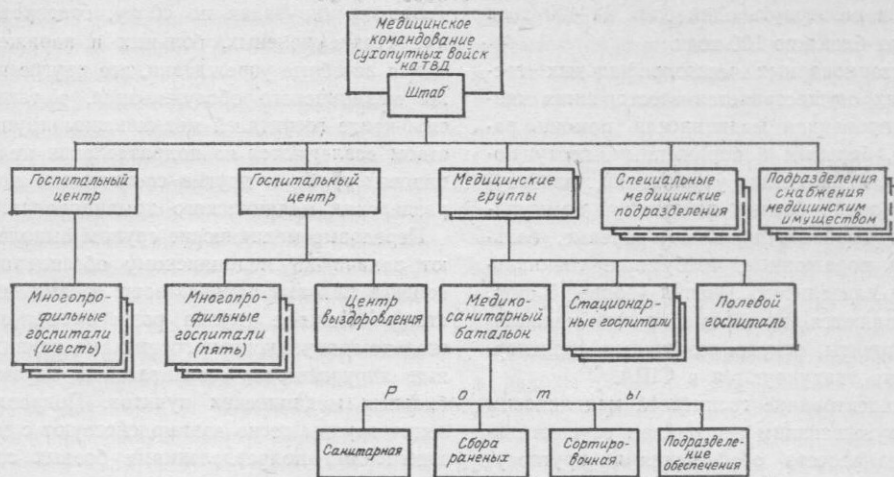 Медицинское
командование
сухопутных войск
на ТВД
Штаб
Госпитальный
центр
Госпитальный
центр
Медицинские
группы
Специальные
медицинские
подразделения
Подразделения
снабжения
медицинским
имуществом
Многопро-
фильные
госпитали
(шесть)
Многопро-
фильные
госпитали
(пять)
Центр
выздоровления
Медико-
санитарный
батальон
Стационар-
ные госпитали
Полевой
госпиталь
Р о т ы
Санитарная
Сбора
раненых
Сортиро-
вочная
Подразделе-
ние
обеспечения